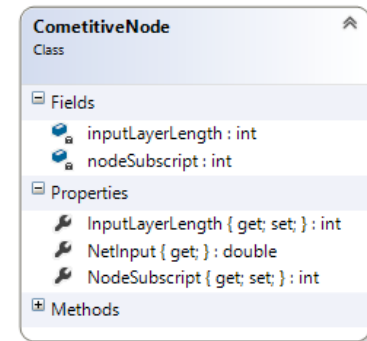 CometitiveNode
Class
Fields
inputLayerLength : int
nodeSubscript : int
Properties
InputLayerLength { get; set; } : int
NetInput { get; } : double
NodeSubscript { get; set; } : int
Methods